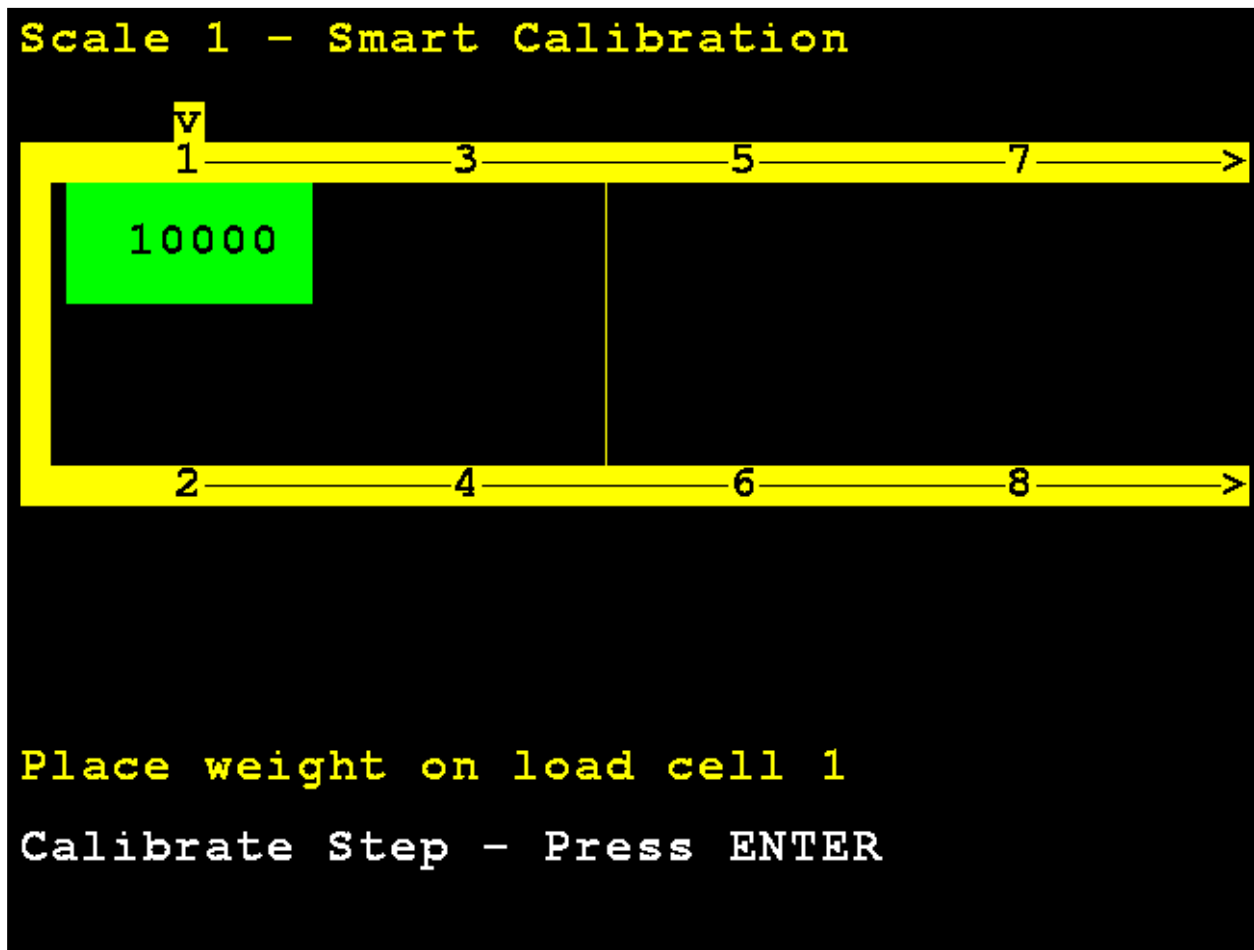 Scale 1 - Smart Calibration
v
1 3 5 7 >
10000
2 4 6 8 >
Place weight on load cell 1
Calibrate Step - Press ENTER